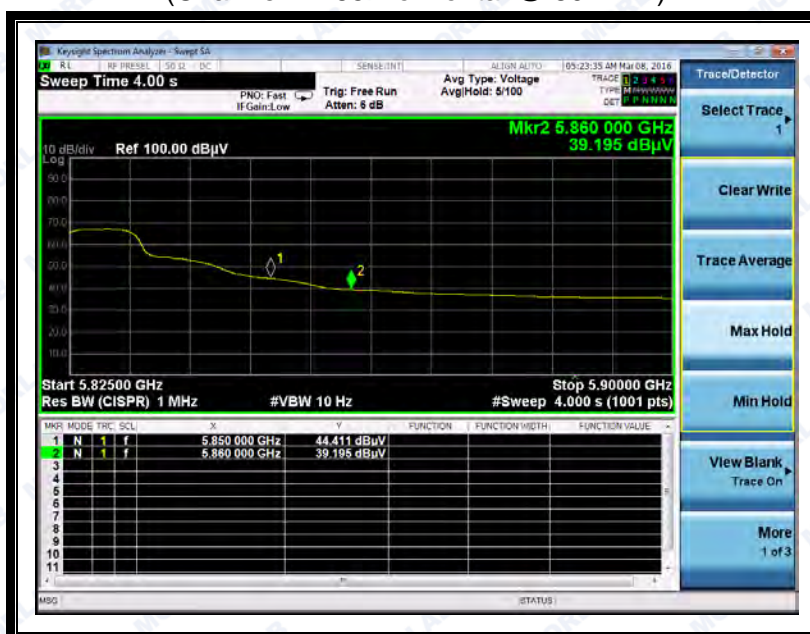 Keysight Spectrum Analyzer - Swept SA
RL RF PRESEL 50 Ω DC SENSE:INT ALIGN AUTO 05:23:35 AM Mar 08, 2016
Sweep Time 4.00 s
PNO: Fast
IFGain:Low
Trig: Free Run
Atten: 6 dB
Avg Type: Voltage
Avg|Hold: 5/100
TRACE 1 2 3 4 5 6
TYPE
DET P P N N N N
Mkr2 5.860 000 GHz
39.195 dBµV
10 dB/div Ref 100.00 dBµV
Log
90.0
80.0
70.0
60.0
50.0
40.0
30.0
20.0
10.0
1
2
Start 5.82500 GHz
Stop 5.90000 GHz
Res BW (CISPR) 1 MHz
#VBW 10 Hz
#Sweep 4.000 s (1001 pts)
MKR MODE TRC SCL X Y FUNCTION FUNCTION WIDTH FUNCTION VALUE
1 N 1 f 5.850 000 GHz 44.411 dBµV
2 N 1 f 5.860 000 GHz 39.195 dBµV
3
4
5
6
7
8
9
10
11
MSG
STATUS
Trace/Detector
Select Trace
1
Clear Write
Trace Average
Max Hold
Min Hold
View Blank
Trace On
More
1 of 3